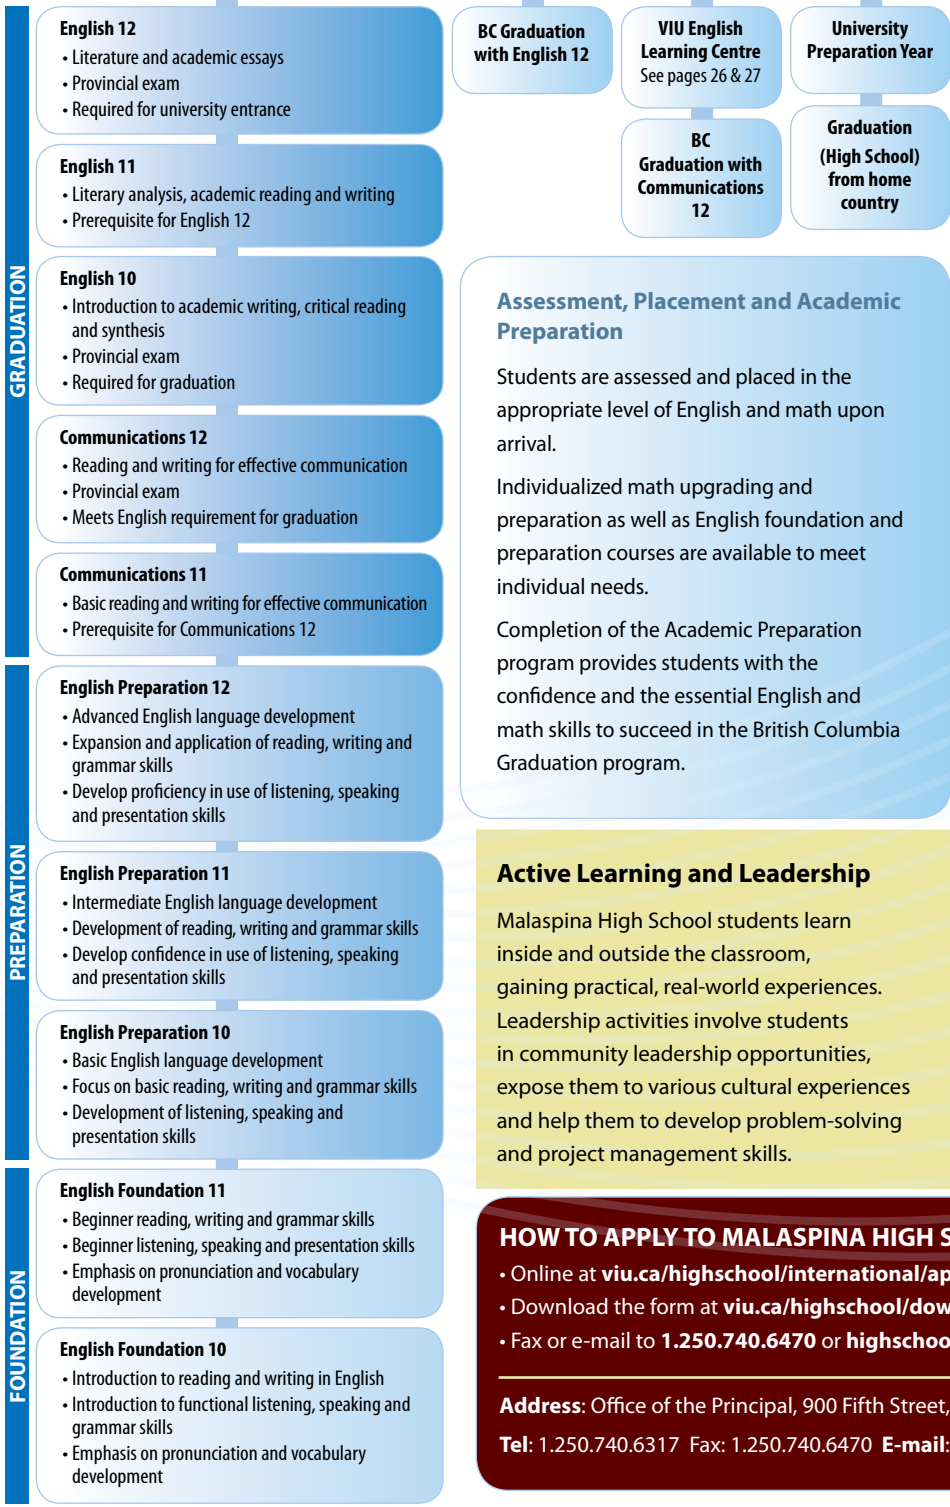 GRADUATION
English 12
• Literature and academic essays
• Provincial exam
• Required for university entrance
English 11
• Literary analysis, academic reading and writing
• Prerequisite for English 12
English 10
• Introduction to academic writing, critical reading
and synthesis
• Provincial exam
• Required for graduation
Communications 12
• Reading and writing for effective communication
• Provincial exam
• Meets English requirement for graduation
Communications 11
• Basic reading and writing for effective communication
• Prerequisite for Communications 12
PREPARATION
English Preparation 12
• Advanced English language development
• Expansion and application of reading, writing and
grammar skills
• Develop proficiency in use of listening, speaking
and presentation skills
English Preparation 11
• Intermediate English language development
• Development of reading, writing and grammar skills
• Develop confidence in use of listening, speaking
and presentation skills
English Preparation 10
• Basic English language development
• Focus on basic reading, writing and grammar skills
• Development of listening, speaking and
presentation skills
FOUNDATION
English Foundation 11
• Beginner reading, writing and grammar skills
• Beginner listening, speaking and presentation skills
• Emphasis on pronunciation and vocabulary
development
English Foundation 10
• Introduction to reading and writing in English
• Introduction to functional listening, speaking and
grammar skills
• Emphasis on pronunciation and vocabulary
development
BC Graduation
with English 12
VIU English
Learning Centre
See pages 26 & 27
BC
Graduation with
Communications
12
University
Preparation Year
Graduation
(High School)
from home
country
Assessment, Placement and Academic
Preparation
Students are assessed and placed in the
appropriate level of English and math upon
arrival.
Individualized math upgrading and
preparation as well as English foundation and
preparation courses are available to meet
individual needs.
Completion of the Academic Preparation
program provides students with the
confidence and the essential English and
math skills to succeed in the British Columbia
Graduation program.
Active Learning and Leadership
Malaspina High School students learn
inside and outside the classroom,
gaining practical, real-world experiences.
Leadership activities involve students
in community leadership opportunities,
expose them to various cultural experiences
and help them to develop problem-solving
and project management skills.
HOW TO APPLY TO MALASPINA HIGH S
• Online at viu.ca/highschool/international/ap
• Download the form at viu.ca/highschool/dow
• Fax or e-mail to 1.250.740.6470 or highschoo
Address: Office of the Principal, 900 Fifth Street,
Tel: 1.250.740.6317 Fax: 1.250.740.6470 E-mail: